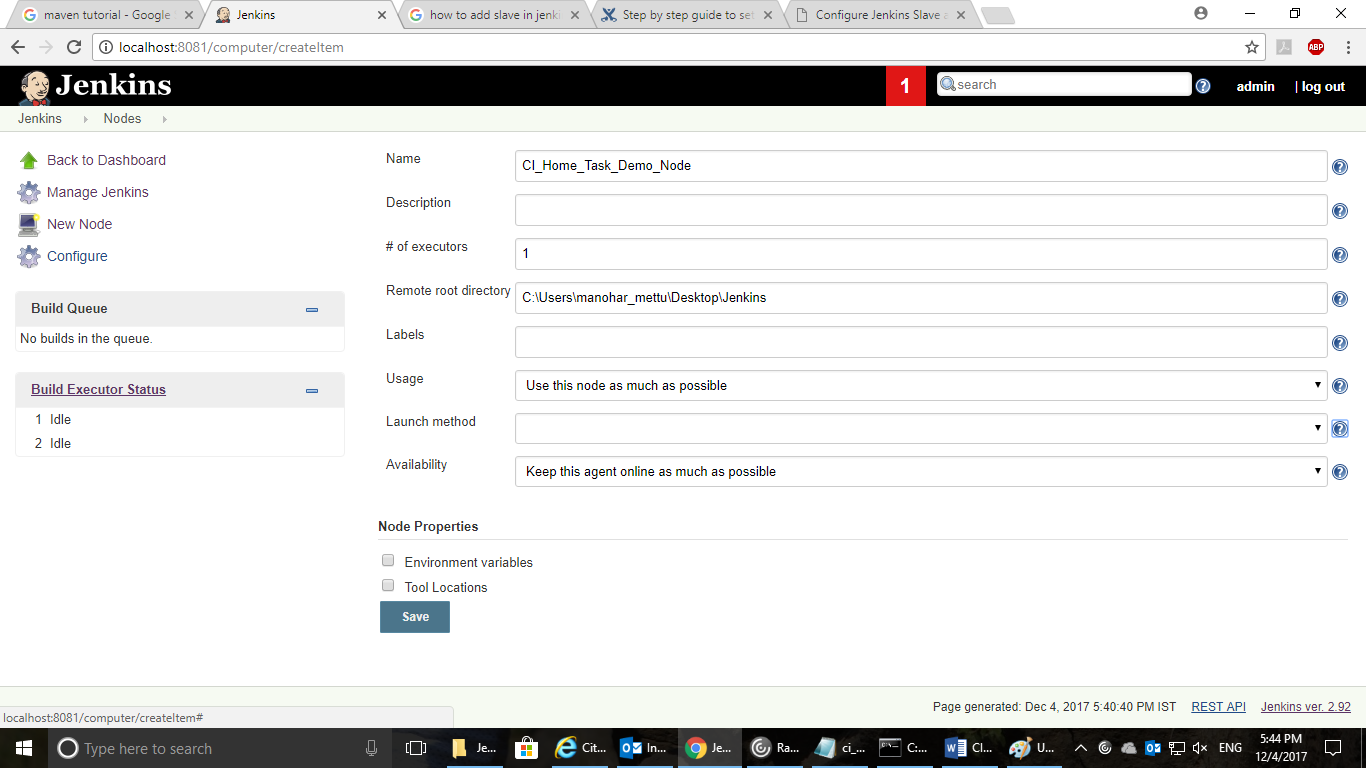 maven tutorial - Google
Jenkins
how to add slave in jenki
Step by step guide to set
Configure Jenkins Slave a
localhost:8081/computer/createItem
ABP
Jenkins
1
search
admin
| log out
Jenkins
Nodes
Back to Dashboard
Manage Jenkins
New Node
Configure
Build Queue
No builds in the queue.
Build Executor Status
1 Idle
2 Idle
Name
CI_Home_Task_Demo_Node
Description
# of executors
1
Remote root directory
C:\Users\manohar_mettu\Desktop\Jenkins
Labels
Usage
Use this node as much as possible
Launch method
Availability
Keep this agent online as much as possible
Node Properties
Environment variables
Tool Locations
Save
Page generated: Dec 4, 2017 5:40:40 PM IST
REST API
Jenkins ver. 2.92
localhost:8081/computer/createItem#
Type here to search
Je...
Cit...
In...
Je...
Ra...
ci_...
C:...
Cl...
U...
ENG
5:44 PM
12/4/2017